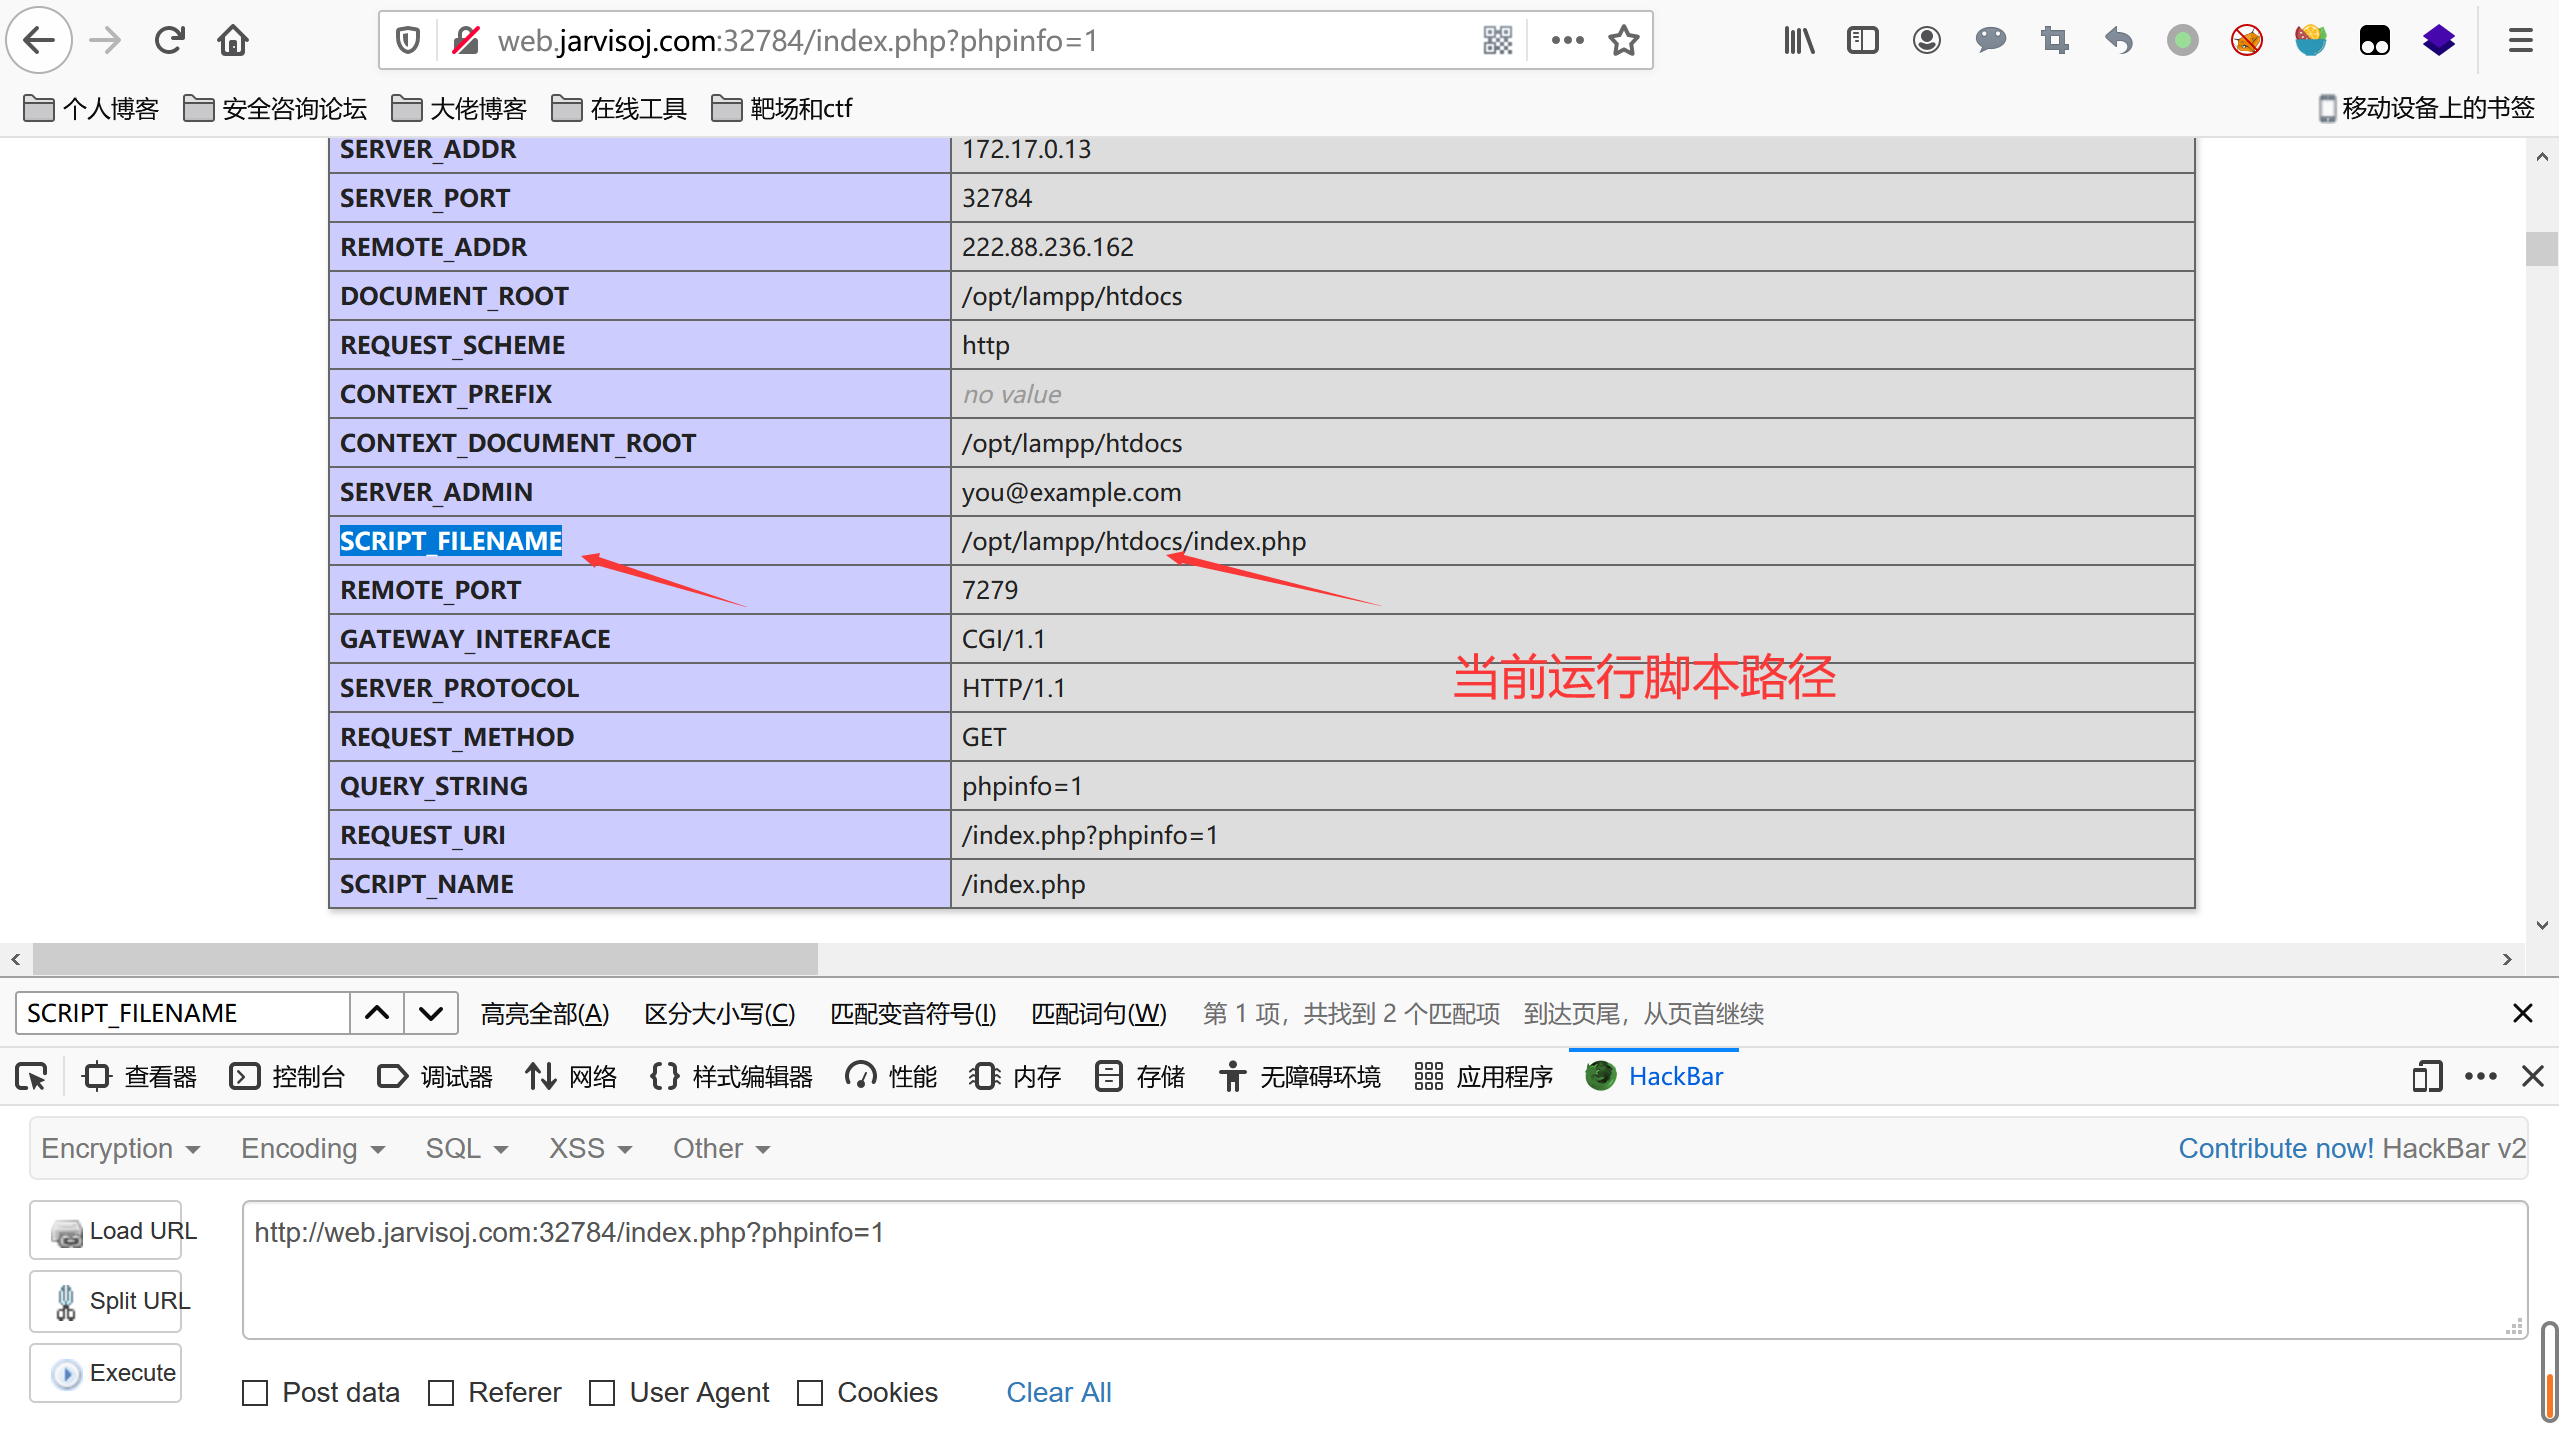 web.jarvisoj.com:32784/index.php?phpinfo=1
个人博客 安全咨询论坛 大佬博客 在线工具 靶场和ctf 移动设备上的书签
SERVER_ADDR 172.17.0.13
SERVER_PORT 32784
REMOTE_ADDR 222.88.236.162
DOCUMENT_ROOT /opt/lampp/htdocs
REQUEST_SCHEME http
CONTEXT_PREFIX no value
CONTEXT_DOCUMENT_ROOT /opt/lampp/htdocs
SERVER_ADMIN you@example.com
SCRIPT_FILENAME /opt/lampp/htdocs/index.php
REMOTE_PORT 7279
GATEWAY_INTERFACE CGI/1.1
当前运行脚本路径
SERVER_PROTOCOL HTTP/1.1
REQUEST_METHOD GET
QUERY_STRING phpinfo=1
REQUEST_URI /index.php?phpinfo=1
SCRIPT_NAME /index.php
SCRIPT_FILENAME 高亮全部(A) 区分大小写(C) 匹配变音符号(I) 匹配词句(W) 第 1 项，共找到 2 个匹配项 到达页尾，从页首继续
查看器 控制台 调试器 网络 样式编辑器 性能 内存 存储 无障碍环境 应用程序 HackBar
Encryption Encoding SQL XSS Other Contribute now! HackBar v2
Load URL http://web.jarvisoj.com:32784/index.php?phpinfo=1
Split URL
Execute
Post data Referer User Agent Cookies Clear All